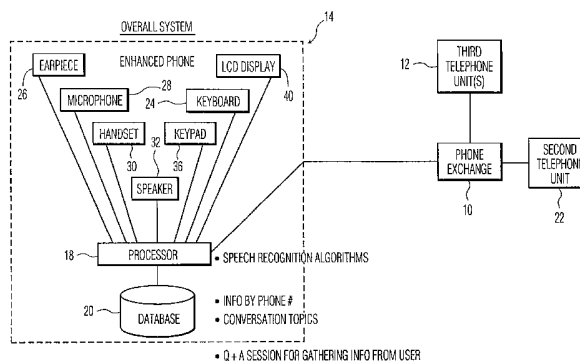 OVERALL SYSTEM
14
EARPIECE
ENHANCED PHONE
LCD DISPLAY
26
28
40
MICROPHONE
24
KEYBOARD
HANDSET
32
KEYPAD
30
36
SPEAKER
18
PROCESSOR
• SPEECH RECOGNITION ALGORITHMS
20
DATABASE
• INFO BY PHONE #
• CONVERSATION TOPICS
• Q + A SESSION FOR GATHERING INFO FROM USER
12
THIRD
TELEPHONE
UNIT(S)
PHONE
EXCHANGE
10
SECOND
TELEPHONE
UNIT
22